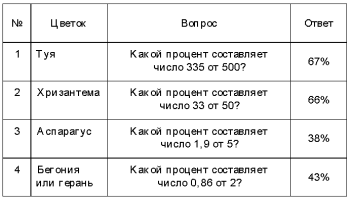 № Цветок Вопрос Ответ
1 Туя Какой процент составляет 67%
число 335 от 500?
2 Хризантема Какой процент составляет 66%
число 33 от 50?
3 Аспарагус Какой процент составляет 38%
число 1,9 от 5?
4 Бегония Какой процент составляет 43%
или герань число 0,86 от 2?